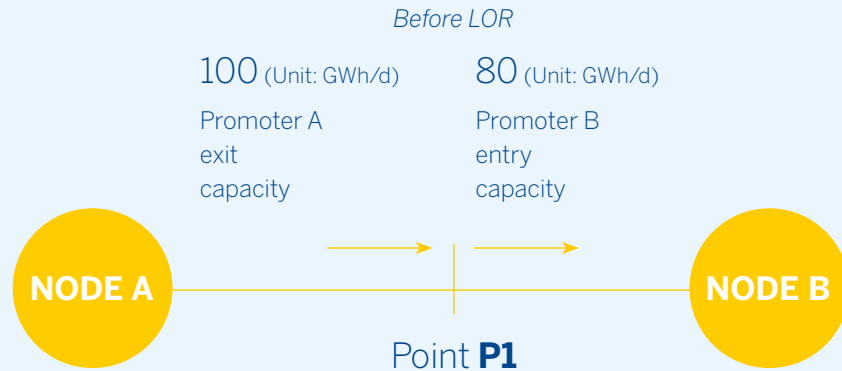 Before LOR
100 (Unit: GWh/d)
Promoter A
exit
capacity
80 (Unit: GWh/d)
Promoter B
entry
capacity
NODE A
NODE B
Point P1